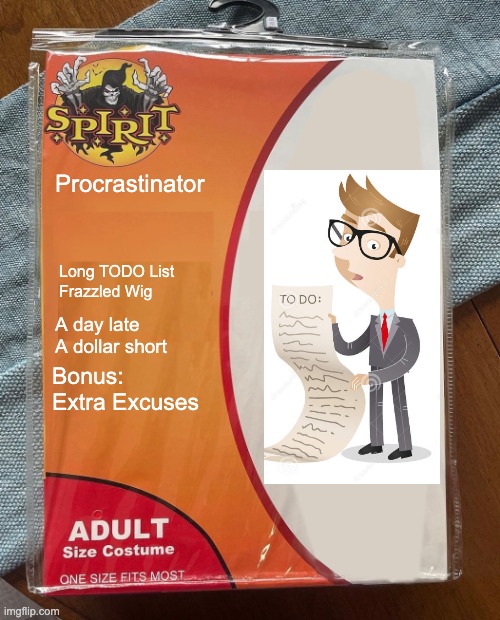 SPIRIT
Procrastinator
Long TODO List
Frazzled Wig
A day late
A dollar short
Bonus:
Extra Excuses
TO DO:
ADULT
Size Costume
ONE SIZE FITS MOST
imgflip.com